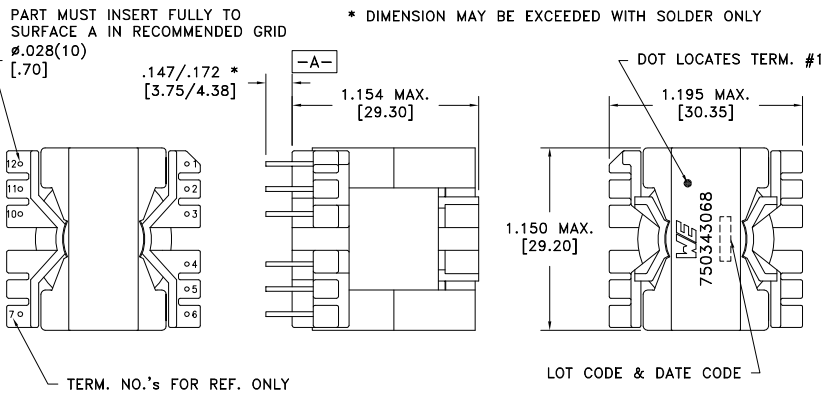 PART MUST INSERT FULLY TO
SURFACE A IN RECOMMENDED GRID
ø.028(10)
[.70]
* DIMENSION MAY BE EXCEEDED WITH SOLDER ONLY
.147/.172 *
[3.75/4.38]
-A-
1.154 MAX.
[29.30]
DOT LOCATES TERM. #1
1.195 MAX.
[30.35]
12
1
11
2
10
3
4
5
7
6
1.150 MAX.
[29.20]
WE
750343068
TERM. NO.'s FOR REF. ONLY
LOT CODE & DATE CODE